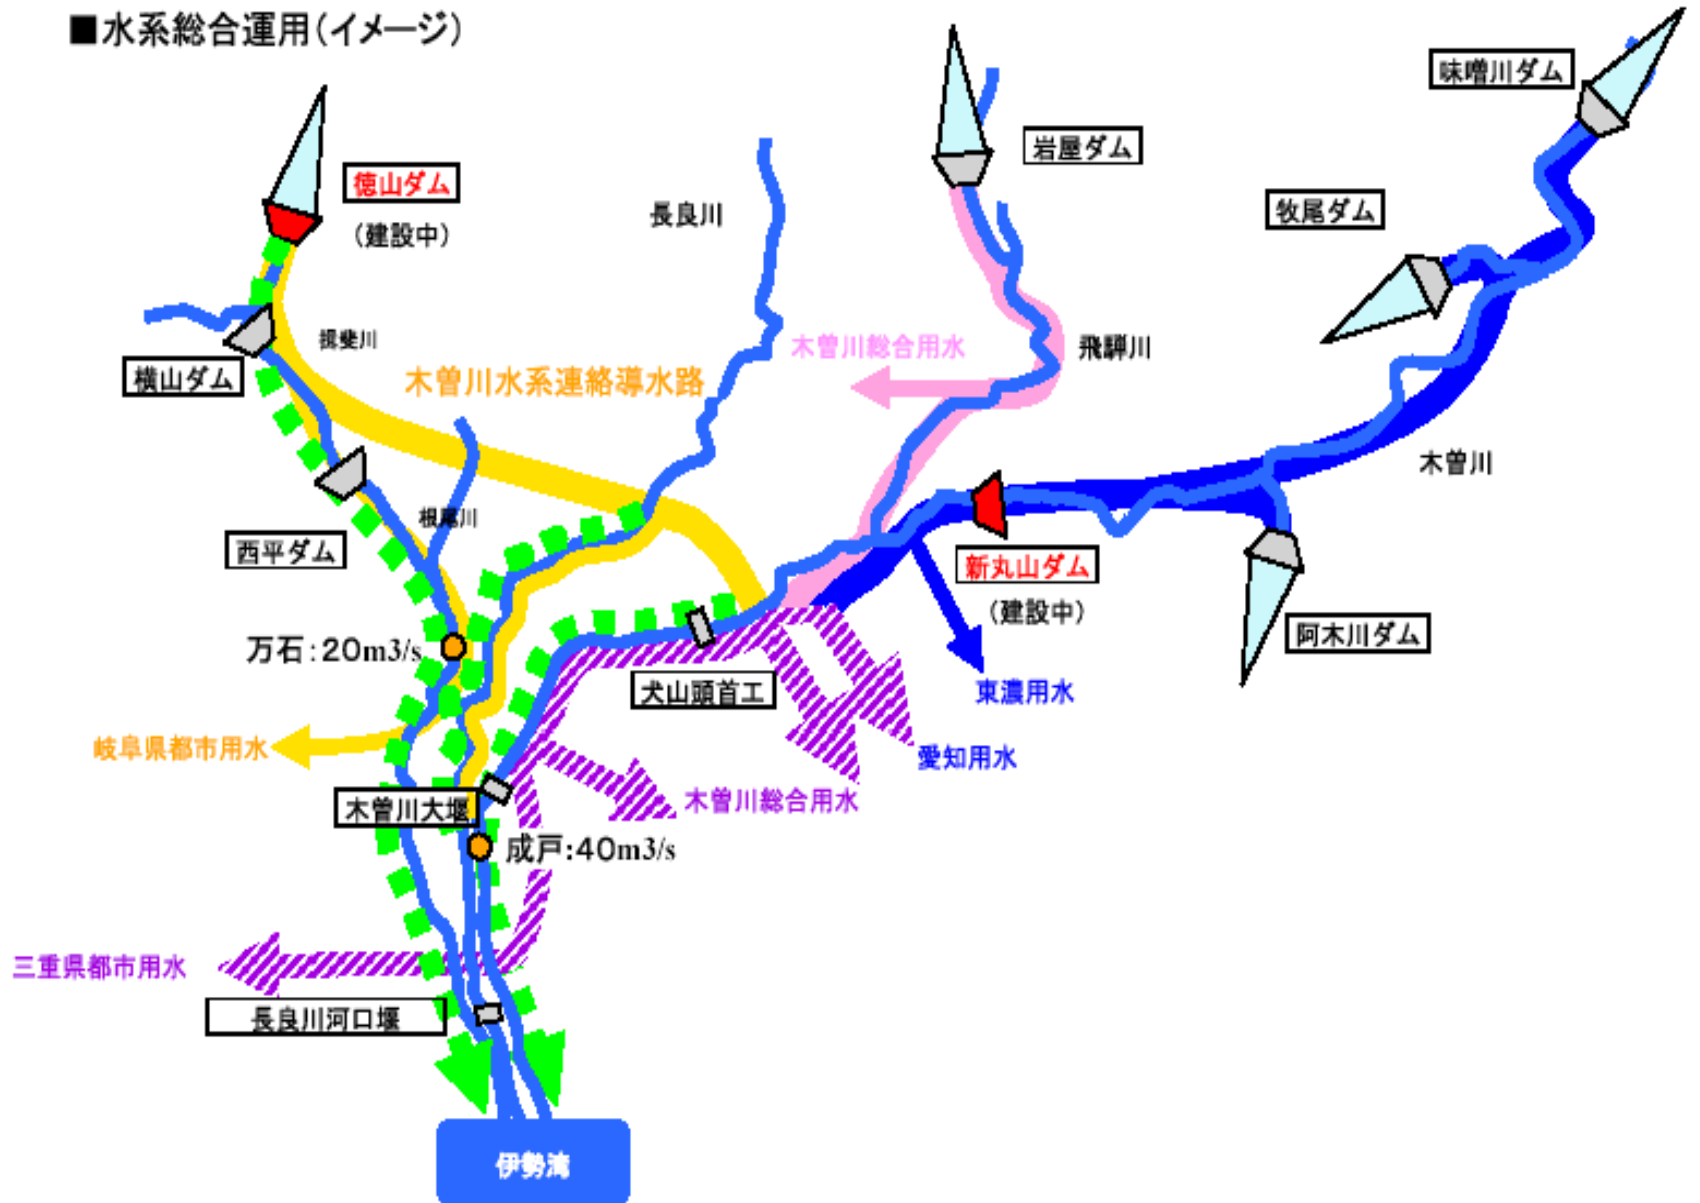 ■水系総合運用(イメージ)
味噌川ダム
岩屋ダム
徳山ダム
(建設中)
長良川
牧尾ダム
揖斐川
木曽川総合用水
飛騨川
横山ダム
木曽川水系連絡導水路
木曽川
根尾川
西平ダム
新丸山ダム
(建設中)
阿木川ダム
万石:20m3/s
犬山頭首工
東濃用水
岐阜県都市用水
愛知用水
木曽川大堰
木曽川総合用水
成戸:40m3/s
三重県都市用水
長良川河口堰
伊勢湾